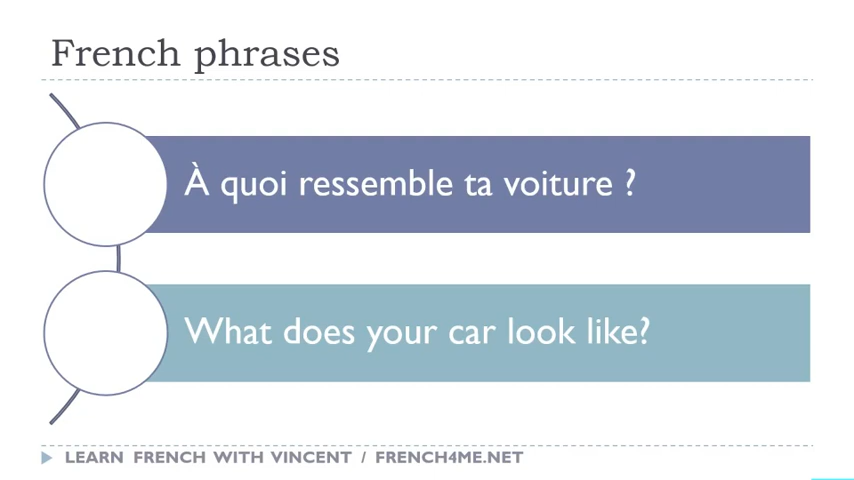 French phrases
À quoi ressemble ta voiture ?
What does your car look like?
LEARN FRENCH WITH VINCENT / FRENCH4ME.NET